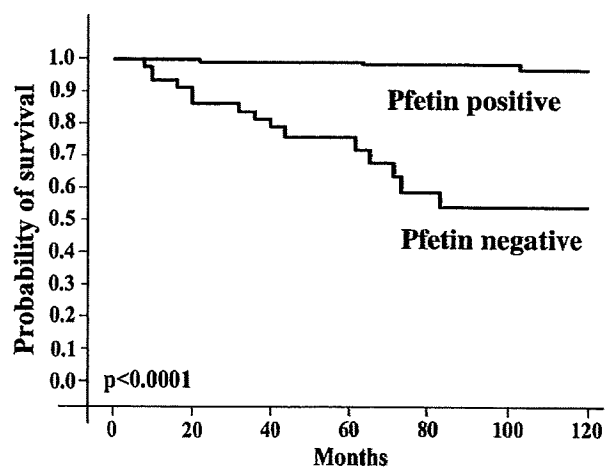 Probability of survival
1.0
0.9
0.8
0.7
0.6
0.5
0.4
0.3
0.2
0.1
0.0
Pfetin positive
Pfetin negative
p<0.0001
0 20 40 60 80 100 120
Months